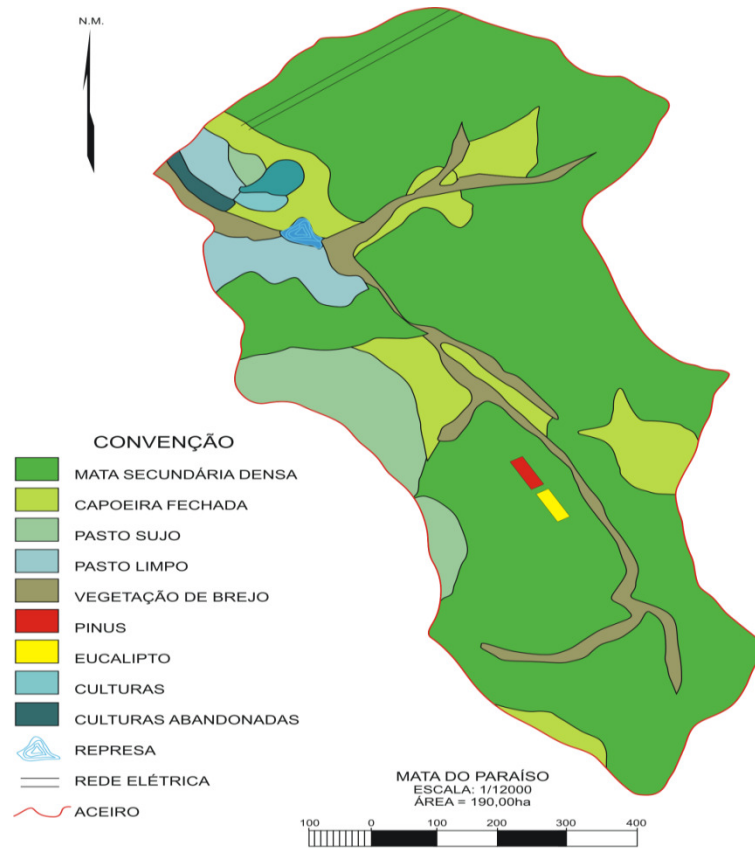 N.M.
CONVENÇÃO
MATA SECUNDÁRIA DENSA
CAPOEIRA FECHADA
PASTO SUJO
PASTO LIMPO
VEGETAÇÃO DE BREJO
PINUS
EUCALIPTO
CULTURAS
CULTURAS ABANDONADAS
REPRESA
REDE ELÉTRICA
ACEIRO
MATA DO PARAÍSO
ESCALA: 1/12000
ÁREA = 190,00ha
100 0 100 200 300 400